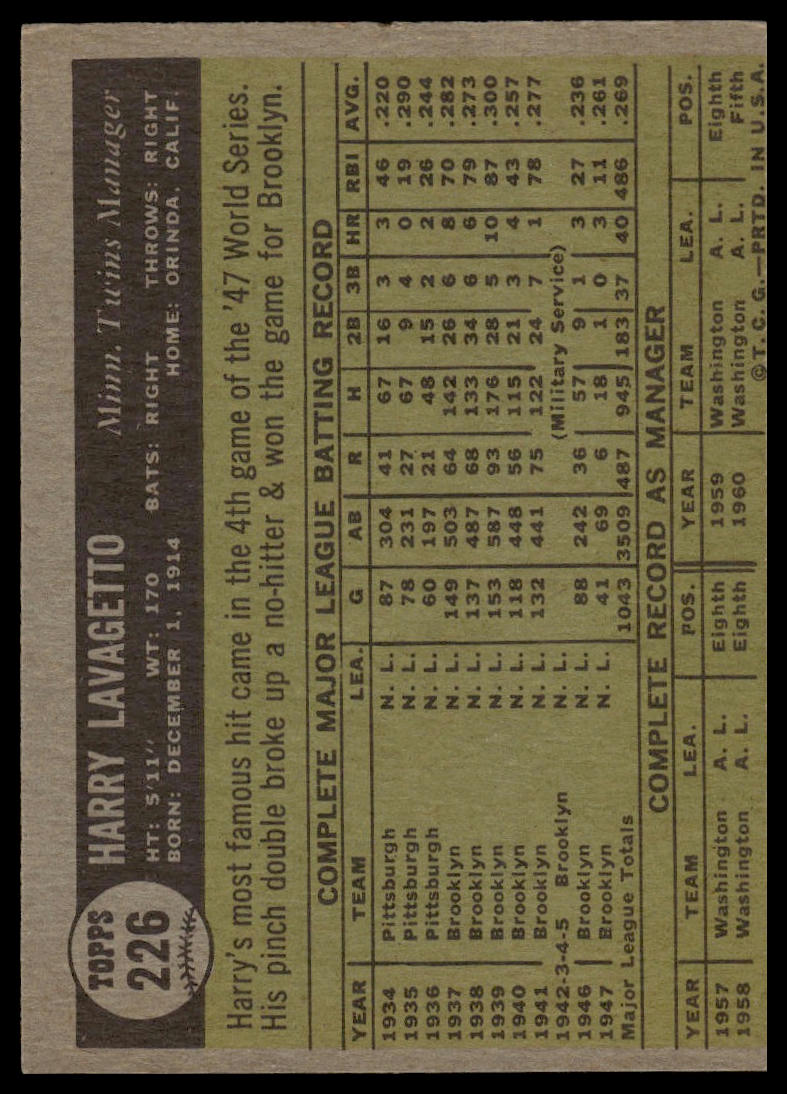 TOPPS
226
HARRY LAVAGETTO Minn. Twins Manager
HT: 5'11" WT: 170 BATS: RIGHT THROWS: RIGHT
BORN: DECEMBER 1, 1914 HOME: ORINDA, CALIF.
Harry's most famous hit came in the 4th game of the '47 World Series.
His pinch double broke up a no-hitter & won the game for Brooklyn.
COMPLETE MAJOR LEAGUE BATTING RECORD
YEAR TEAM LEA. G AB R H 2B 3B HR RBI AVG.
1934 Pittsburgh N. L. 87 304 41 67 16 3 3 46 .220
1935 Pittsburgh N. L. 78 231 27 67 9 4 0 19 .290
1936 Pittsburgh N. L. 60 197 21 48 15 2 2 26 .244
1937 Brooklyn N. L. 149 503 64 142 26 6 8 70 .282
1938 Brooklyn N. L. 137 487 68 133 34 6 6 79 .273
1939 Brooklyn N. L. 153 587 93 176 28 5 10 87 .300
1940 Brooklyn N. L. 118 448 56 115 21 3 4 43 .257
1941 Brooklyn N. L. 132 441 75 122 24 7 1 78 .277
1942-3-4-5 Brooklyn N. L. (Military Service)
1946 Brooklyn N. L. 88 242 36 57 9 1 3 27 .236
1947 Brooklyn N. L. 41 69 6 18 1 0 3 11 .261
Major League Totals 1043 3509 487 945 183 37 40 486 .269
COMPLETE RECORD AS MANAGER
YEAR TEAM LEA. POS. YEAR TEAM LEA. POS.
1957 Washington A. L. Eighth 1959 Washington A. L. Eighth
1958 Washington A. L. Eighth 1960 Washington A. L. Fifth
©T. C. G.—PRTD. IN U.S.A.